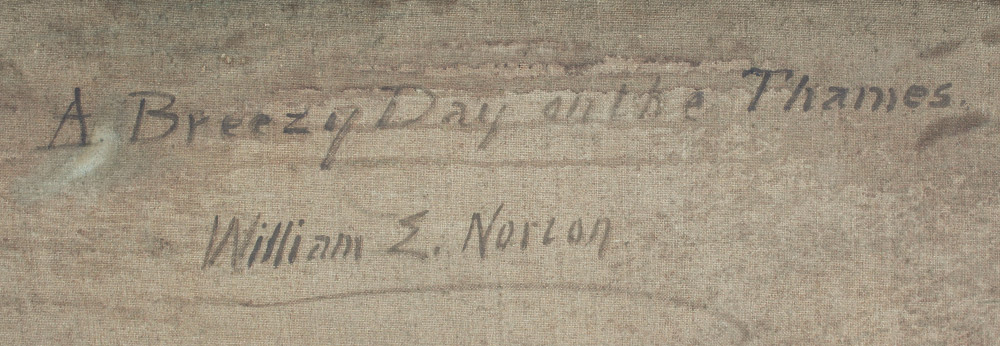 A Breezy Day on the Thames.
William E. Norton.